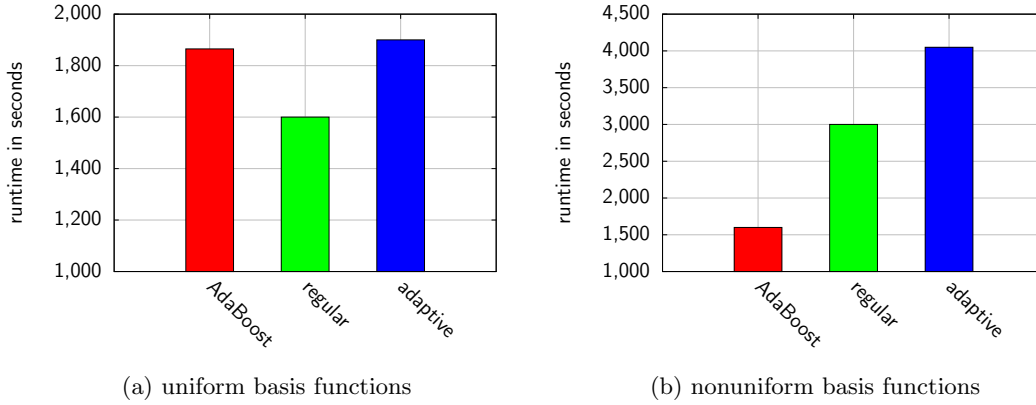 2,000
1,800
1,600
1,400
1,200
1,000
runtime in seconds
AdaBoost
regular
adaptive
(a) uniform basis functions
4,500
4,000
3,500
3,000
2,500
2,000
1,500
1,000
runtime in seconds
AdaBoost
regular
adaptive
(b) nonuniform basis functions